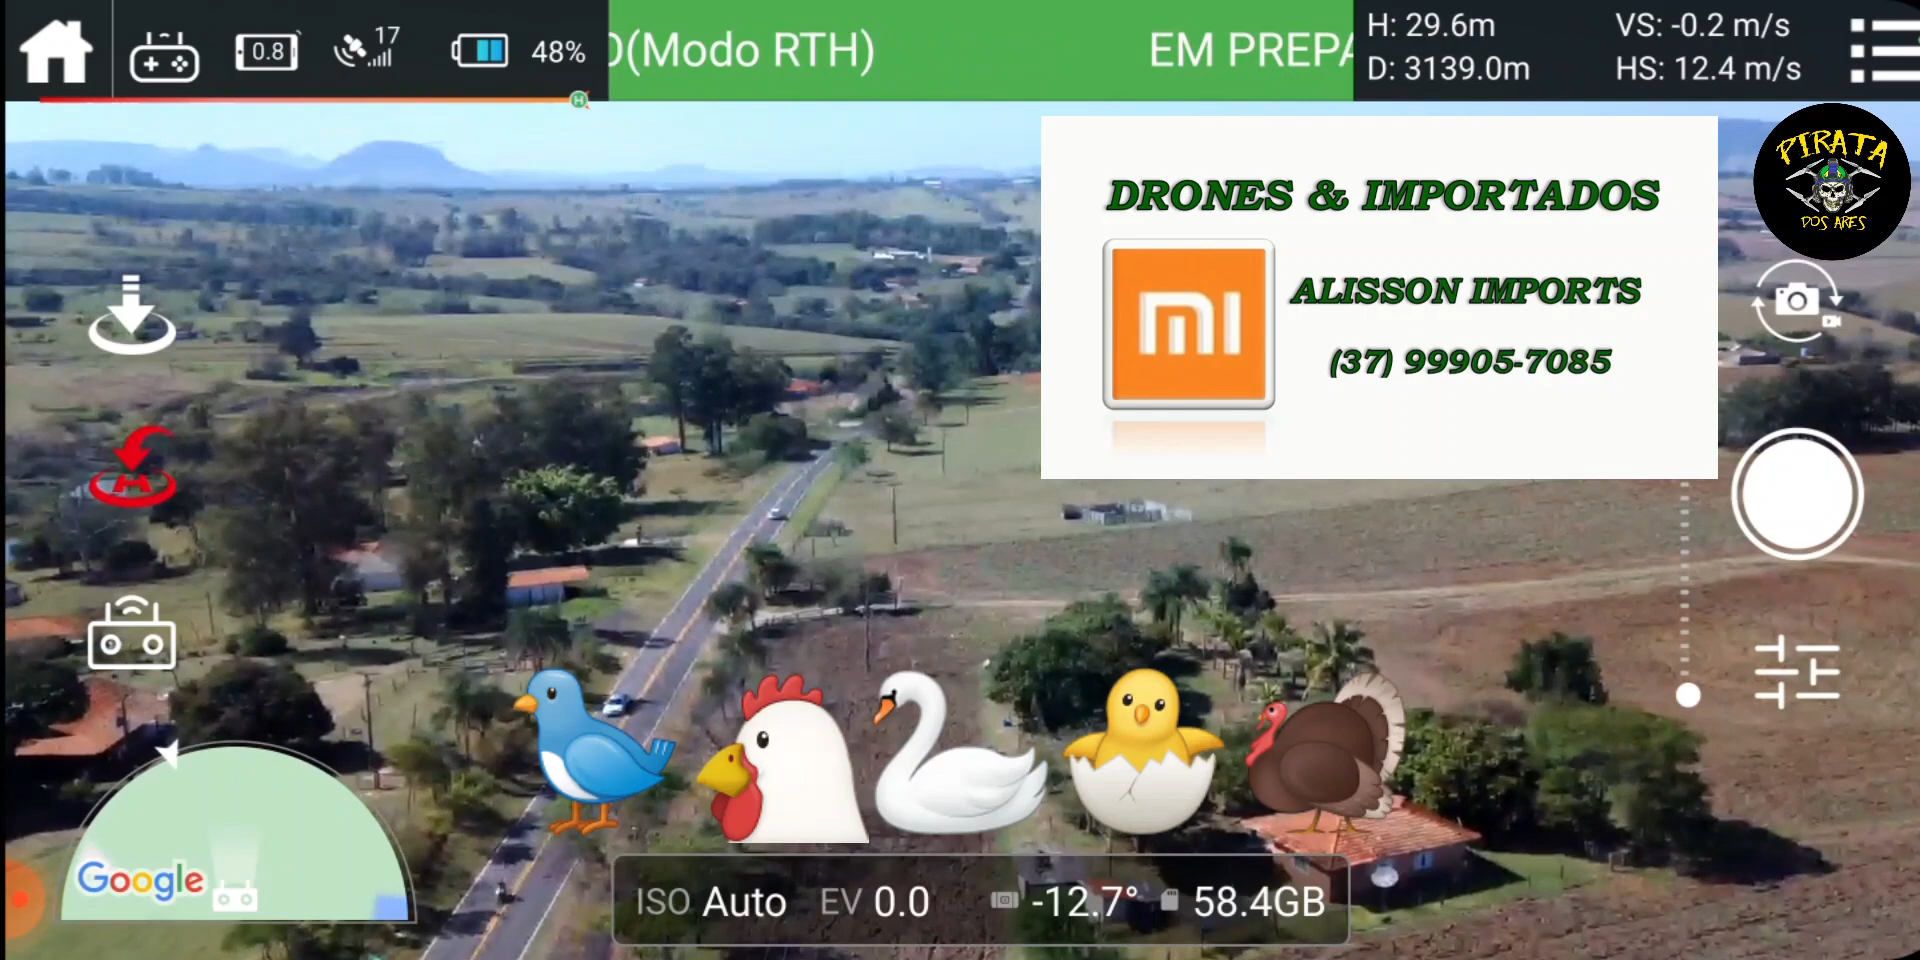 0.8
17
48%
(Modo RTH)
EM PREPA
H: 29.6m
VS: -0.2 m/s
D: 3139.0m
HS: 12.4 m/s
PIRATA
DOS ARES
DRONES & IMPORTADOS
mi
ALISSON IMPORTS
(37) 99905-7085
H
Google
ISO Auto
EV 0.0
-12.7°
58.4GB